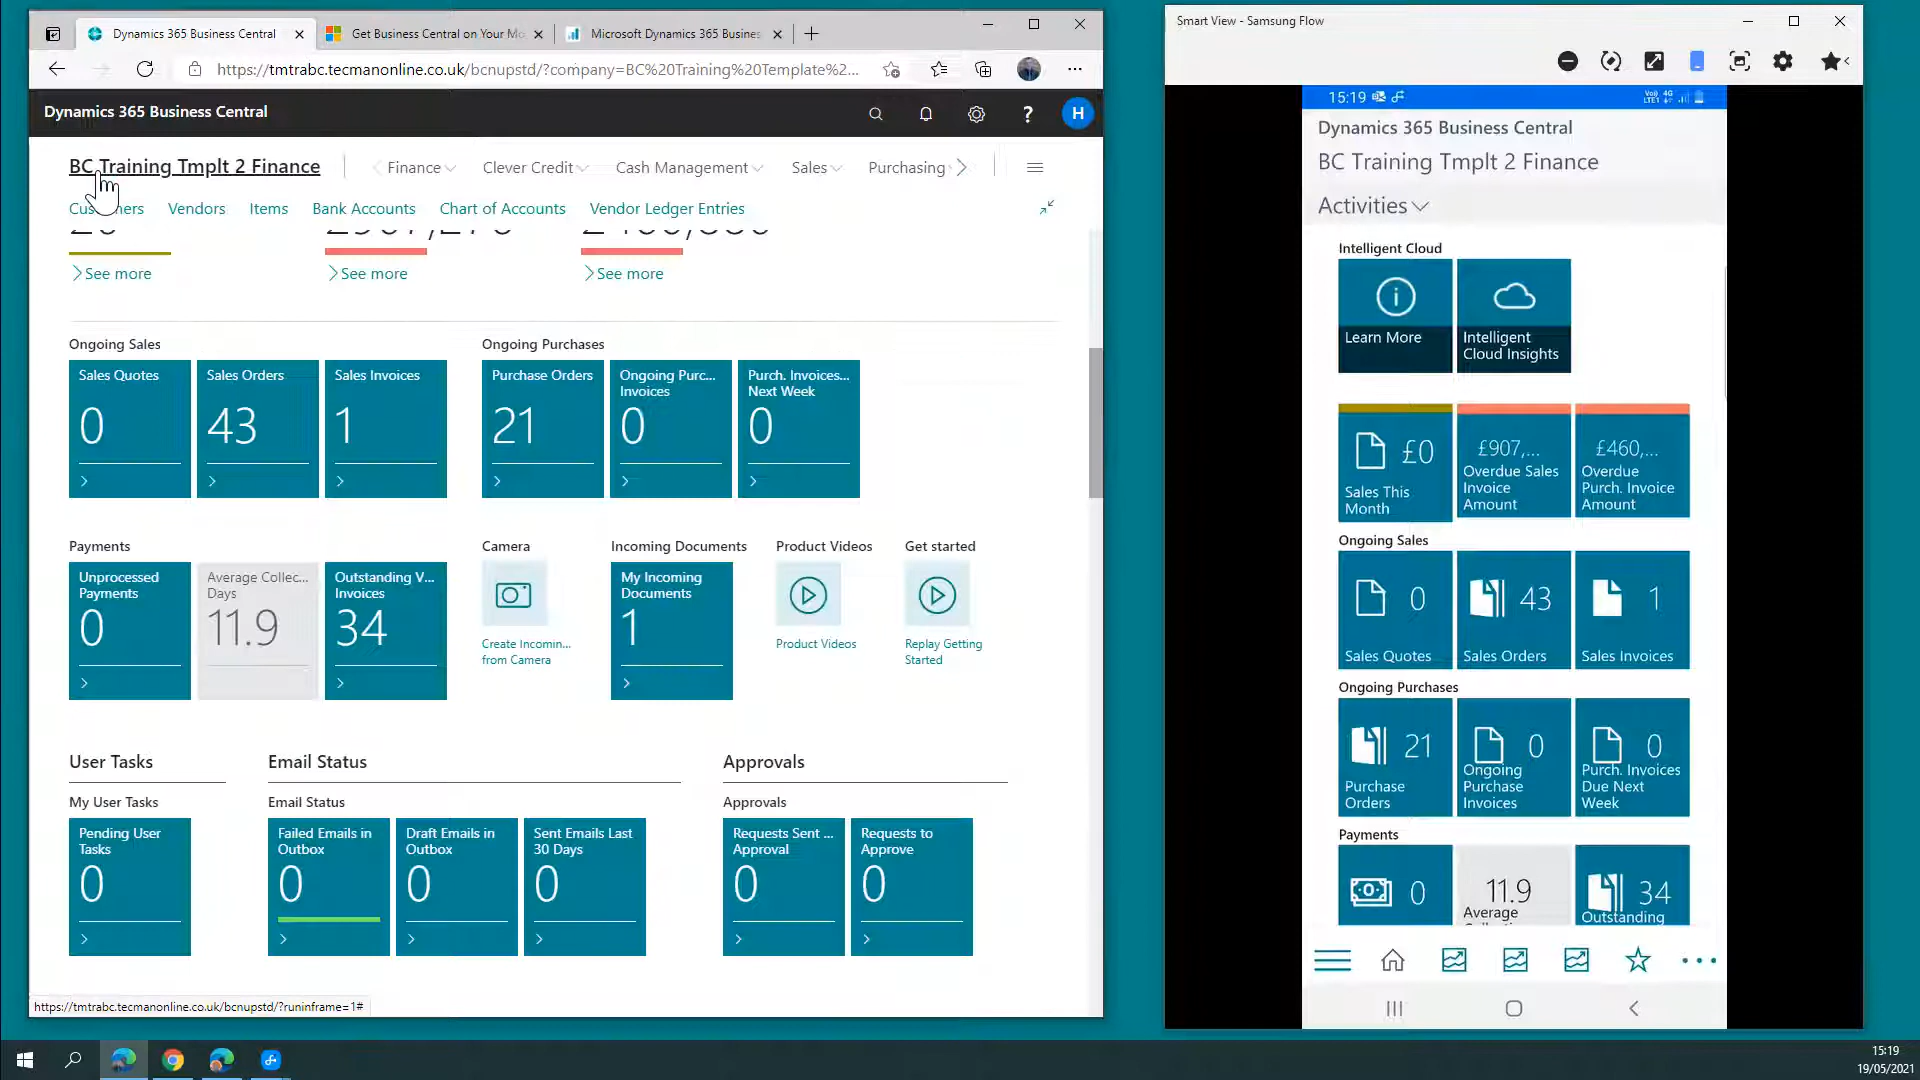 Dynamics 365 Business Central
Get Business Central on Your Mo
Microsoft Dynamics 365 Busines
https://tmtrabc.tecmanonline.co.uk/bcnupstd/?company=BC%20Training%20Template%2...
Dynamics 365 Business Central
H
BC Training Tmplt 2 Finance
Finance
Clever Credit
Cash Management
Sales
Purchasing
Customers
Vendors
Items
Bank Accounts
Chart of Accounts
Vendor Ledger Entries
See more
See more
See more
Ongoing Sales
Sales Quotes
0
Sales Orders
43
Sales Invoices
1
Ongoing Purchases
Purchase Orders
21
Ongoing Purc...
Invoices
0
Purch. Invoices...
Next Week
0
Payments
Unprocessed
Payments
0
Average Collec...
Days
11.9
Outstanding V...
Invoices
34
Camera
Create Incomin...
from Camera
Incoming Documents
My Incoming
Documents
1
Product Videos
Product Videos
Get started
Replay Getting
Started
User Tasks
My User Tasks
Pending User
Tasks
0
Email Status
Email Status
Failed Emails in
Outbox
0
Draft Emails in
Outbox
0
Sent Emails Last
30 Days
0
Approvals
Approvals
Requests Sent ...
Approval
0
Requests to
Approve
0
https://tmtrabc.tecmanonline.co.uk/bcnupstd/?runinframe=1#
Smart View - Samsung Flow
15:19
Dynamics 365 Business Central
BC Training Tmplt 2 Finance
Activities
Intelligent Cloud
Learn More
Intelligent
Cloud Insights
£0
Sales This
Month
£907,...
Overdue Sales
Invoice
Amount
£460,...
Overdue
Purch. Invoice
Amount
Ongoing Sales
0
Sales Quotes
43
Sales Orders
1
Sales Invoices
Ongoing Purchases
21
Purchase
Orders
0
Ongoing
Purchase
Invoices
0
Purch. Invoices
Due Next
Week
Payments
0
11.9
Average
34
Outstanding
15:19
19/05/2021